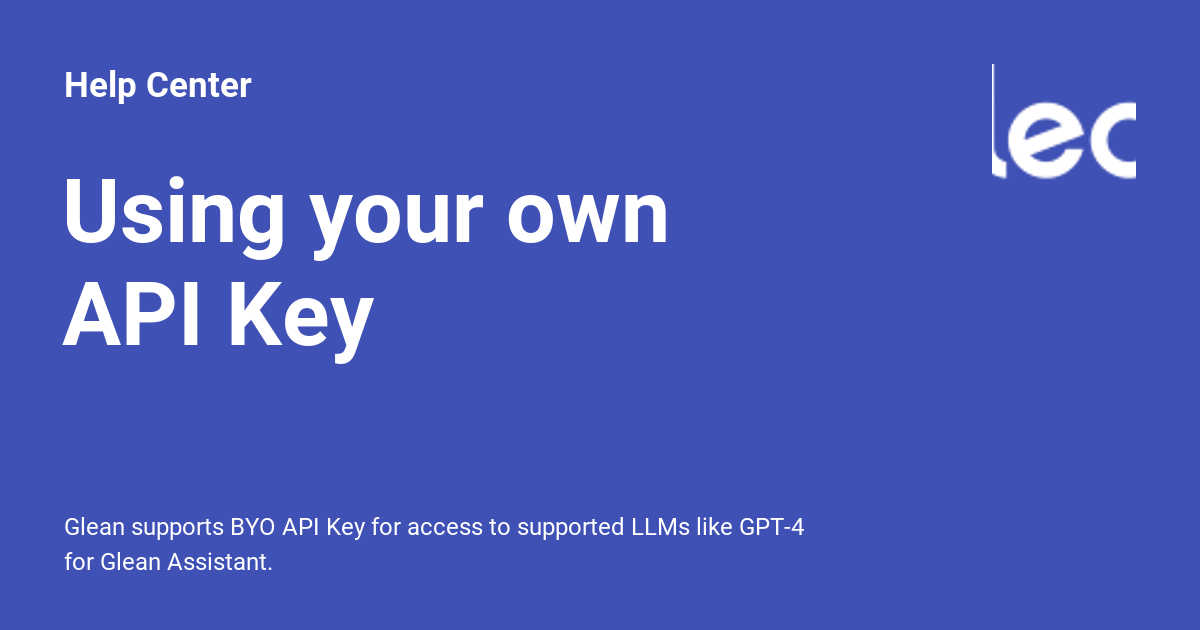 Help Center
lec
Using your own
API Key
Glean supports BYO API Key for access to supported LLMs like GPT-4
for Glean Assistant.